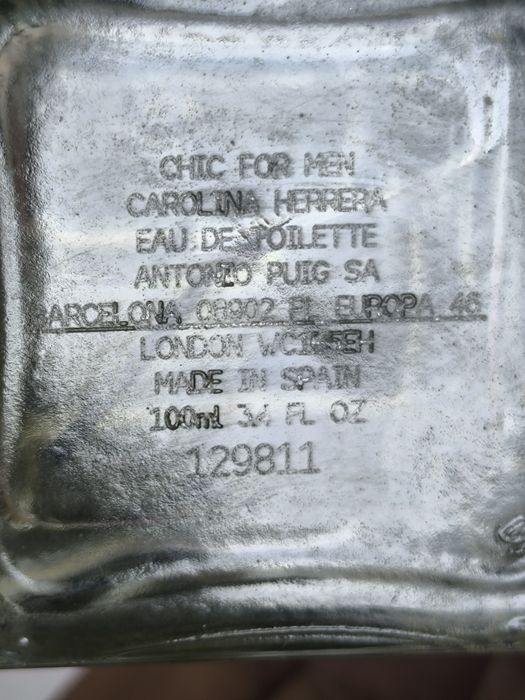 CHIC FOR MEN
CAROLINA HERRERA
EAU DE TOILETTE
ANTONIO PUIG SA
BARCELONA 08902 PL EUROPA 46
LONDON
MADE IN SPAIN
100ml 3.4 FL OZ
129811